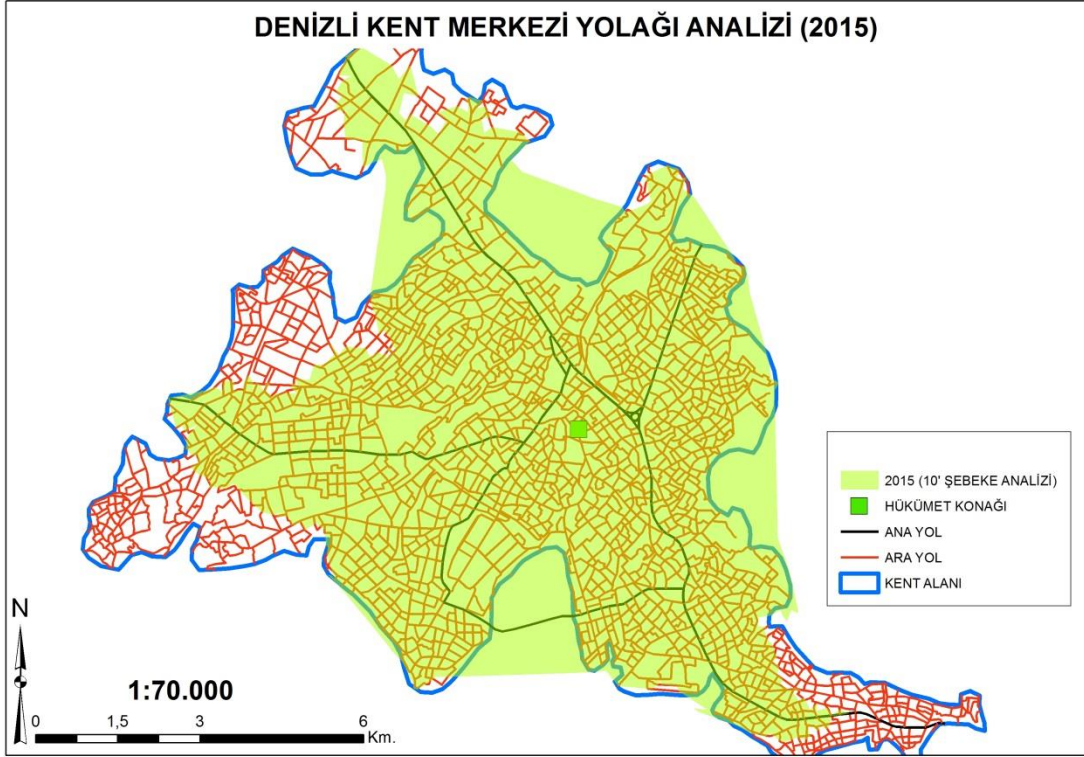 DENİZLİ KENT MERKEZİ YOLAĞI ANALİZİ (2015)
2015 (10' ŞEBEKE ANALİZİ)
HÜKÜMET KONAĞI
ANA YOL
ARA YOL
KENT ALANI
N
1:70.000
0 1,5 3 6
Km.